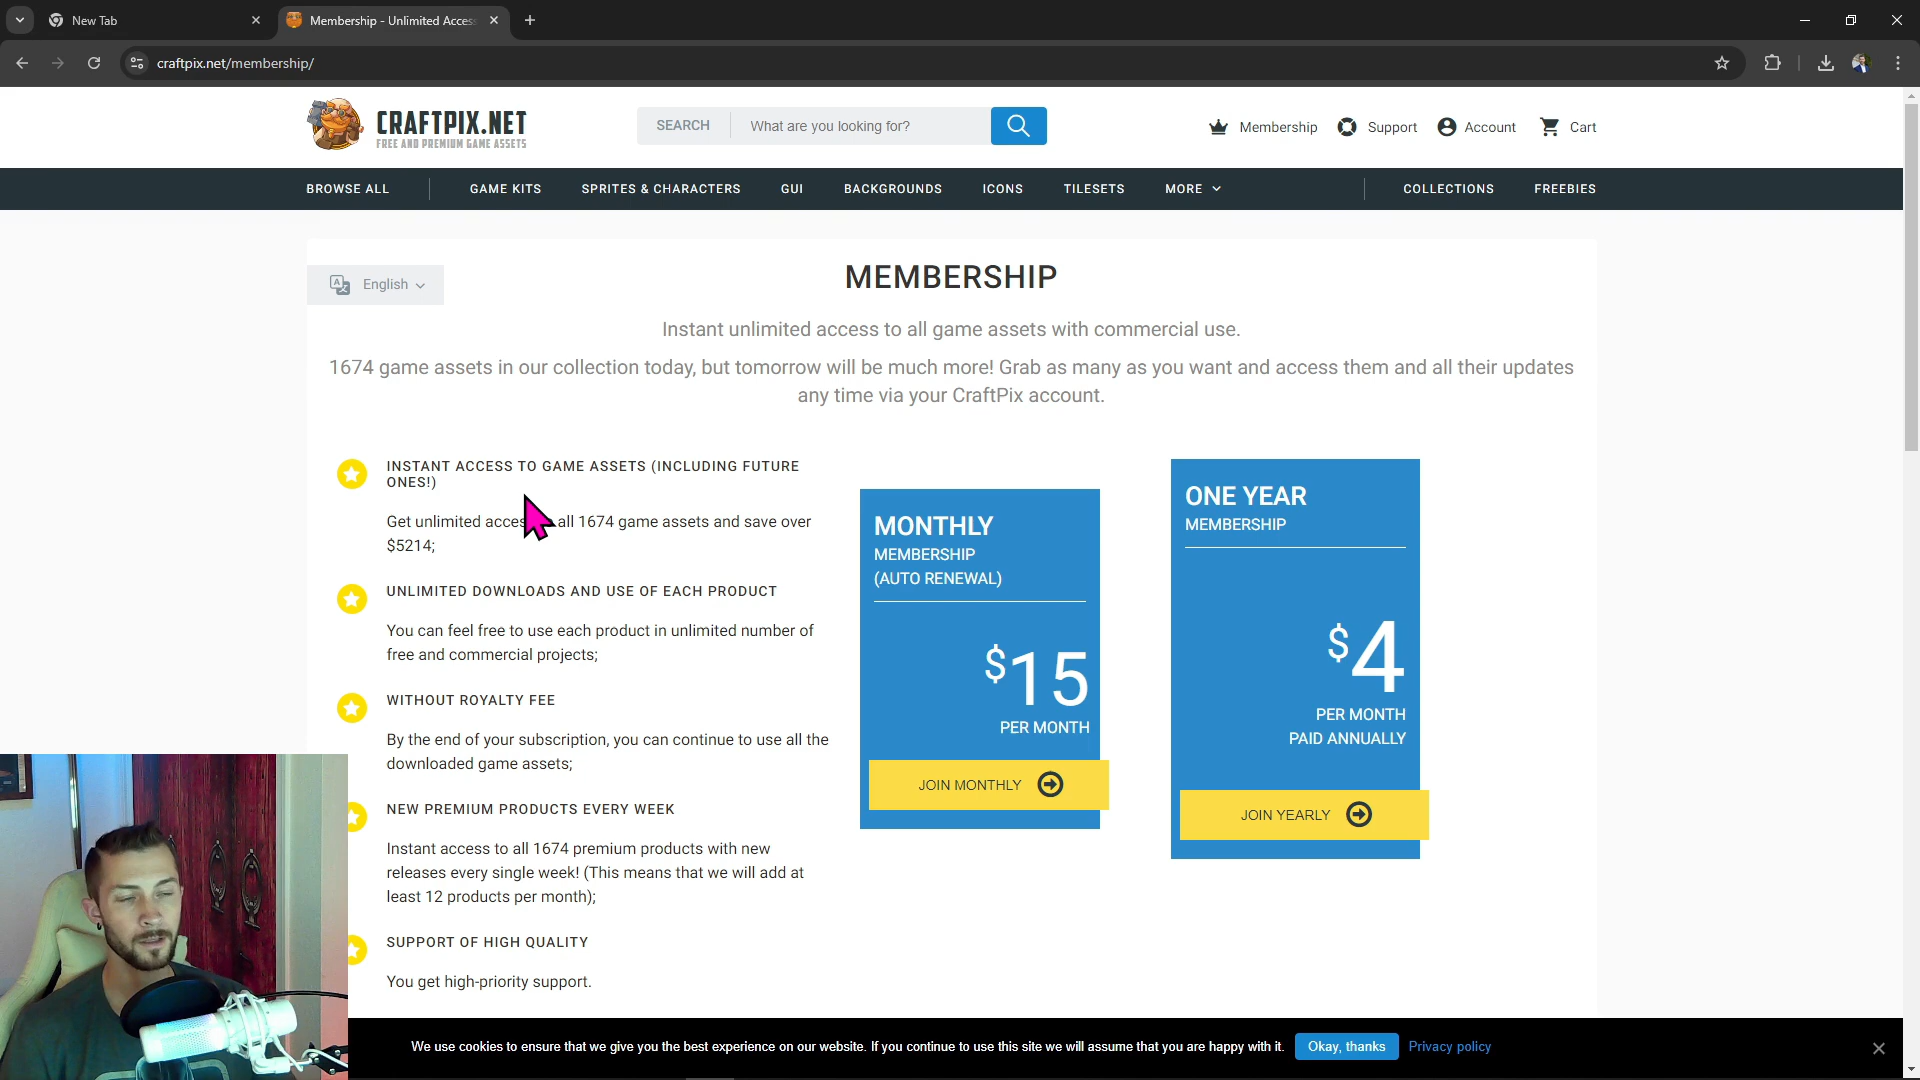 New Tab
Membership - Unlimited Acces
craftpix.net/membership/
CRAFTPIX.NET
FREE AND PREMIUM GAME ASSETS
SEARCH
What are you looking for?
Membership
Support
Account
Cart
BROWSE ALL
GAME KITS
SPRITES & CHARACTERS
GUI
BACKGROUNDS
ICONS
TILESETS
MORE
COLLECTIONS
FREEBIES
English
MEMBERSHIP
Instant unlimited access to all game assets with commercial use.
1674 game assets in our collection today, but tomorrow will be much more! Grab as many as you want and access them and all their updates
any time via your CraftPix account.
INSTANT ACCESS TO GAME ASSETS (INCLUDING FUTURE
ONES!)
Get unlimited acces all 1674 game assets and save over
$5214;
UNLIMITED DOWNLOADS AND USE OF EACH PRODUCT
You can feel free to use each product in unlimited number of
free and commercial projects;
WITHOUT ROYALTY FEE
By the end of your subscription, you can continue to use all the
downloaded game assets;
NEW PREMIUM PRODUCTS EVERY WEEK
Instant access to all 1674 premium products with new
releases every single week! (This means that we will add at
least 12 products per month);
SUPPORT OF HIGH QUALITY
You get high-priority support.
MONTHLY
MEMBERSHIP
(AUTO RENEWAL)
$15
PER MONTH
JOIN MONTHLY
ONE YEAR
MEMBERSHIP
$4
PER MONTH
PAID ANNUALLY
JOIN YEARLY
We use cookies to ensure that we give you the best experience on our website. If you continue to use this site we will assume that you are happy with it.
Okay, thanks
Privacy policy